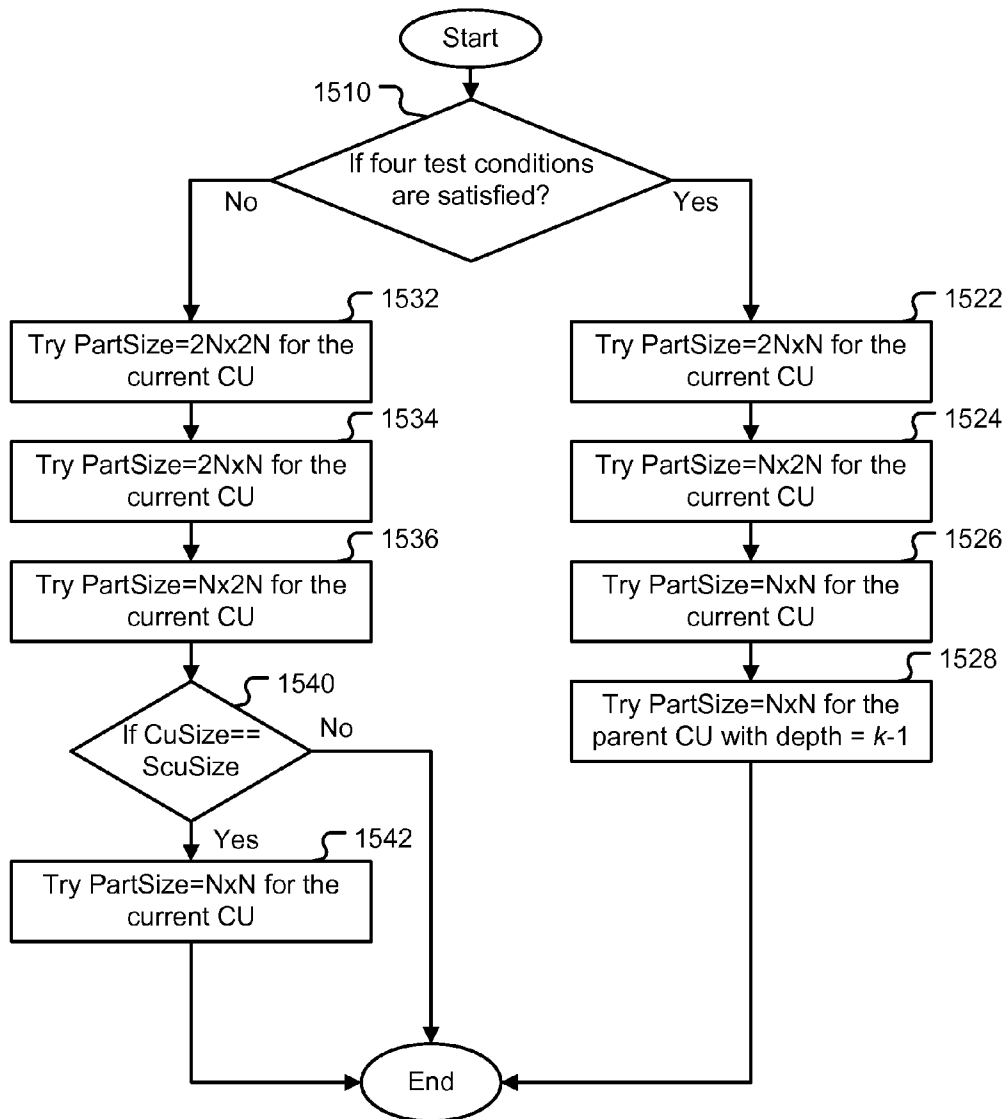 Start
1510
If four test conditions
are satisfied?
No
Yes
1532
Try PartSize=2Nx2N for the
current CU
1534
Try PartSize=2NxN for the
current CU
1536
Try PartSize=Nx2N for the
current CU
1540
If CuSize==
ScuSize
No
Yes
1542
Try PartSize=NxN for the
current CU
1522
Try PartSize=2NxN for the
current CU
1524
Try PartSize=Nx2N for the
current CU
1526
Try PartSize=NxN for the
current CU
1528
Try PartSize=NxN for the
parent CU with depth = k-1
End